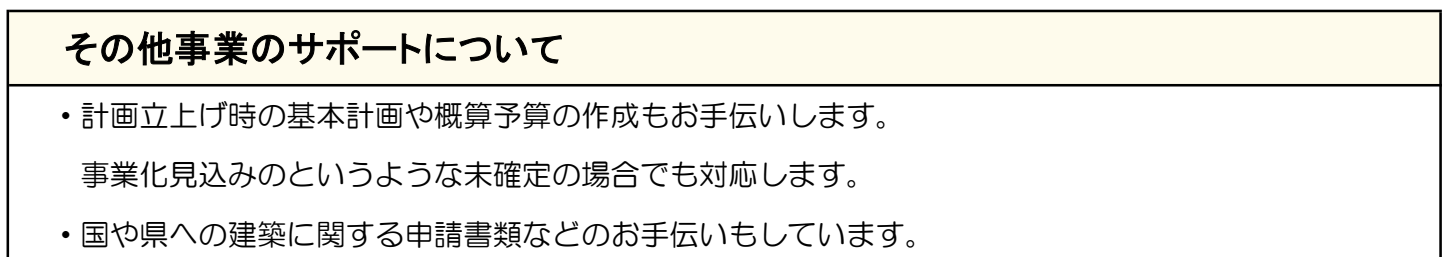 その他事業のサポートについて
・計画立上げ時の基本計画や概算予算の作成もお手伝いします。
事業化見込みのというような未確定の場合でも対応します。
・国や県への建築に関する申請書類などのお手伝いもしています。